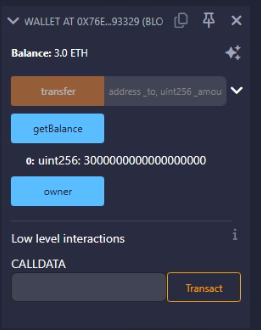 WALLET AT 0X76E...93329 (BLO
Balance: 3.0 ETH
transfer address _to, uint256 _amou
getBalance
0: uint256: 3000000000000000000
owner
Low level interactions
i
CALLDATA
Transact